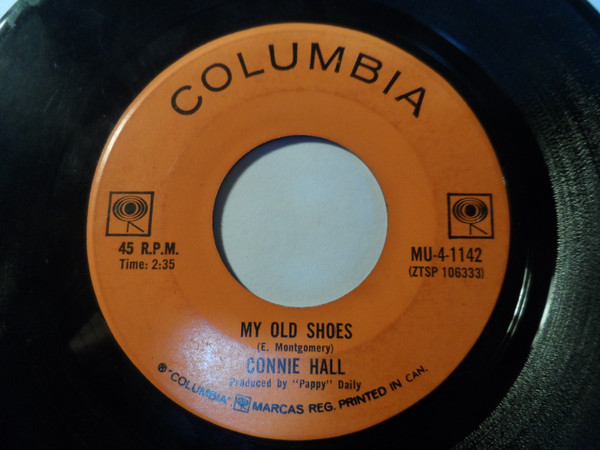 COLUMBIA
45 R.P.M.
Time: 2:35
MU-4-1142
(ZTSP 106333)
MY OLD SHOES
(E. Montgomery)
CONNIE HALL
Produced by "Pappy" Daily
® "COLUMBIA" MARCAS REG. PRINTED IN CAN.